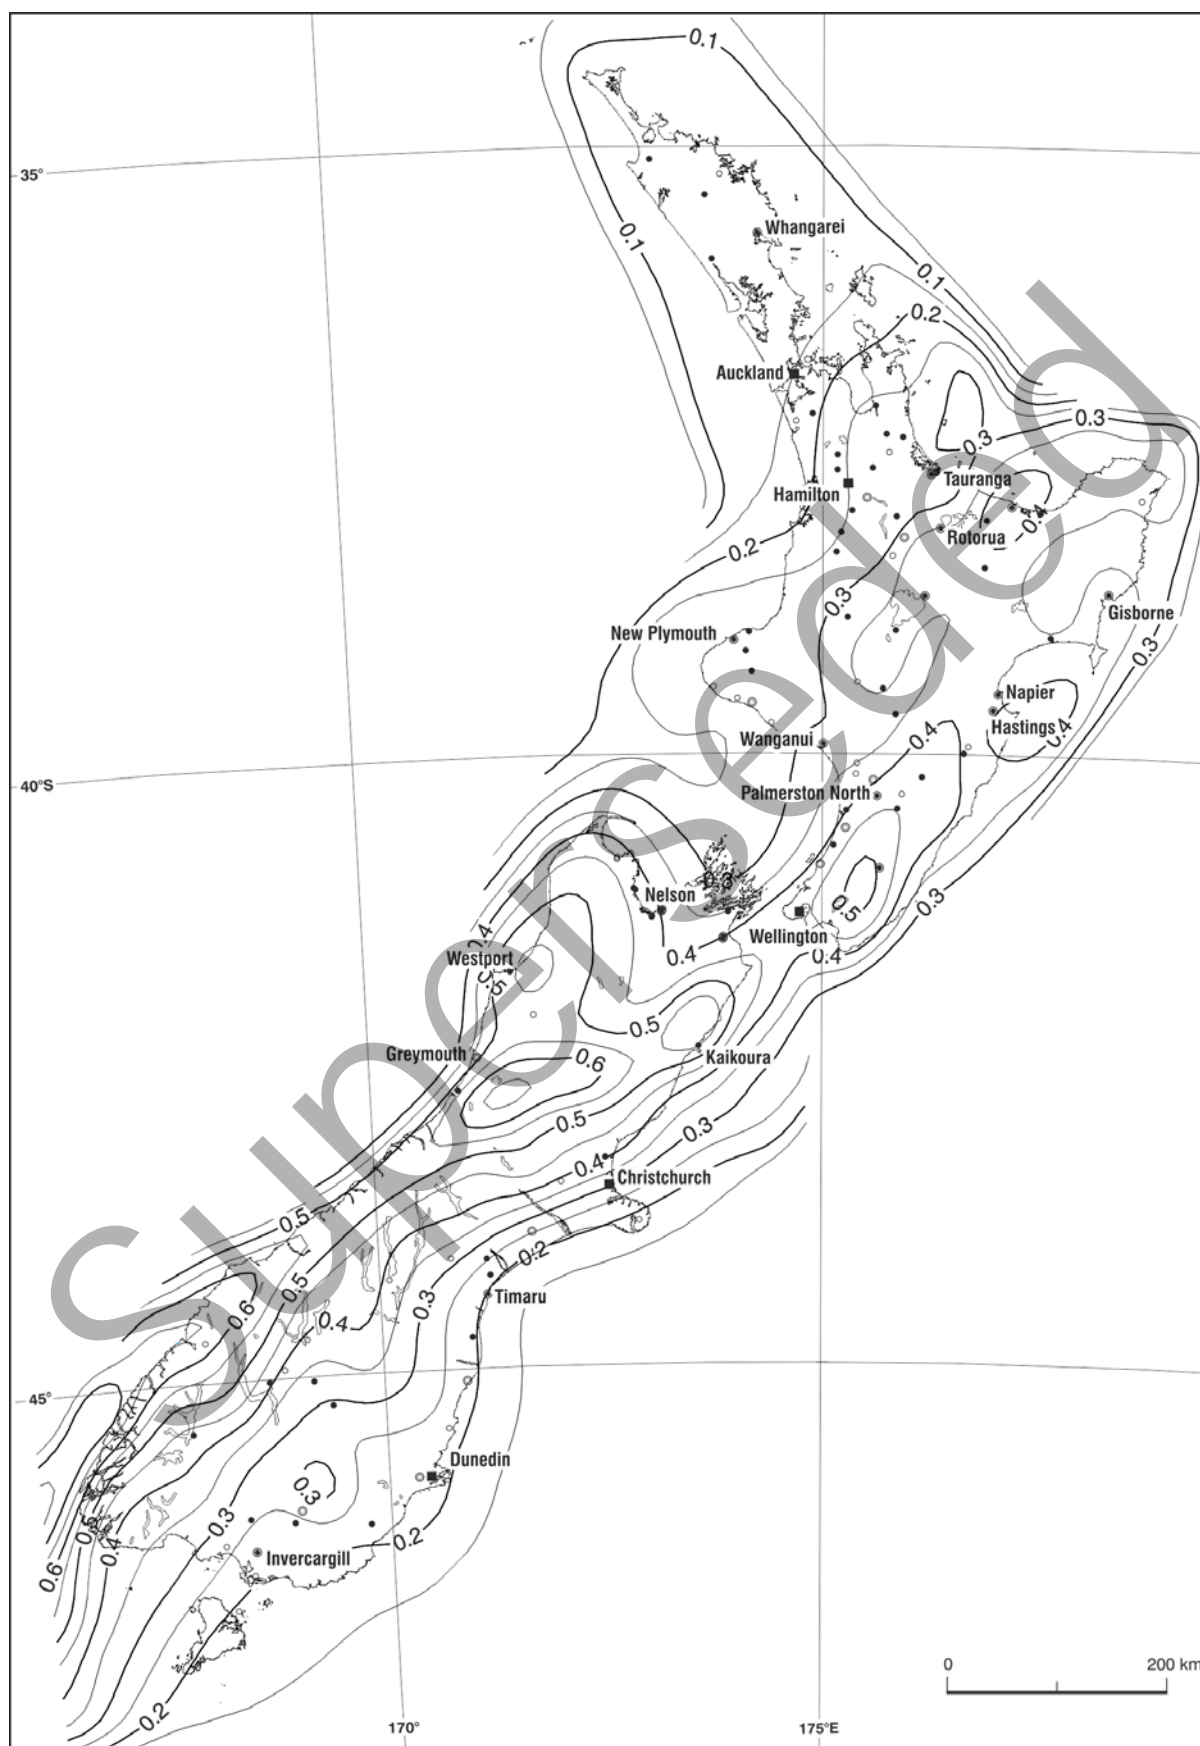 0.1
35°
Whangarei
0.1
0.1
0.2
Auckland
0.3
0.3
Tauranga
Hamilton
0.4
Rotorua
0.2
0.3
Gisborne
New Plymouth
0.3
Napier
Hastings
0.4
0.4
Wanganui
40°S
Palmerston North
0.3
Nelson
0.5
0.3
0.4
Wellington
0.4
0.4
Westport
0.5
0.5
Greymouth
Kaikoura
0.6
0.5
0.3
0.4
Christchurch
0.5
0.2
0.5
Timaru
0.6
0.4
0.3
45°
Dunedin
0.3
0.3
0.2
0.5
0.4
Invercargill
0.6
0.2
0
200 km
170°
175°E
Superseded